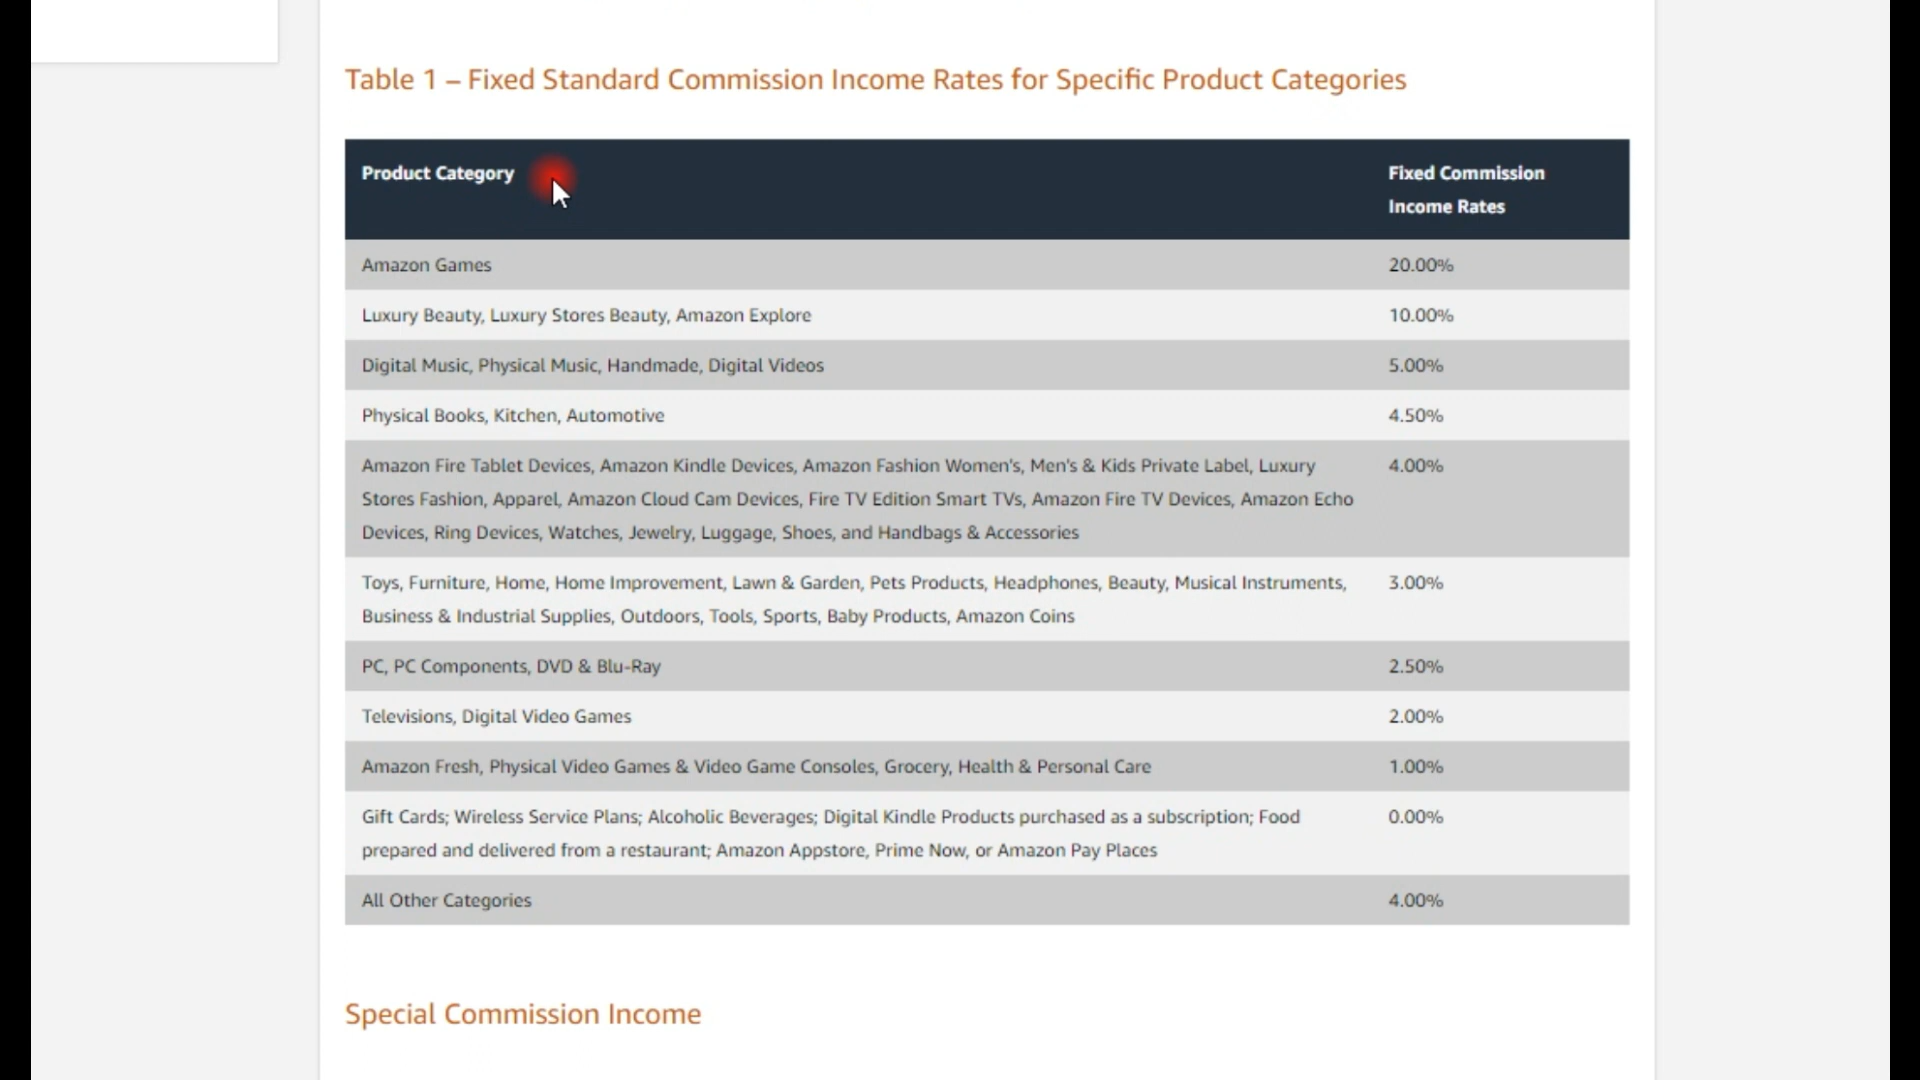 Table 1 – Fixed Standard Commission Income Rates for Specific Product Categories
Product Category
Fixed Commission
Income Rates
Amazon Games 20.00%
Luxury Beauty, Luxury Stores Beauty, Amazon Explore 10.00%
Digital Music, Physical Music, Handmade, Digital Videos 5.00%
Physical Books, Kitchen, Automotive 4.50%
Amazon Fire Tablet Devices, Amazon Kindle Devices, Amazon Fashion Women's, Men's & Kids Private Label, Luxury 4.00%
Stores Fashion, Apparel, Amazon Cloud Cam Devices, Fire TV Edition Smart TVs, Amazon Fire TV Devices, Amazon Echo
Devices, Ring Devices, Watches, Jewelry, Luggage, Shoes, and Handbags & Accessories
Toys, Furniture, Home, Home Improvement, Lawn & Garden, Pets Products, Headphones, Beauty, Musical Instruments, 3.00%
Business & Industrial Supplies, Outdoors, Tools, Sports, Baby Products, Amazon Coins
PC, PC Components, DVD & Blu-Ray 2.50%
Televisions, Digital Video Games 2.00%
Amazon Fresh, Physical Video Games & Video Game Consoles, Grocery, Health & Personal Care 1.00%
Gift Cards; Wireless Service Plans; Alcoholic Beverages; Digital Kindle Products purchased as a subscription; Food 0.00%
prepared and delivered from a restaurant; Amazon Appstore, Prime Now, or Amazon Pay Places
All Other Categories 4.00%
Special Commission Income